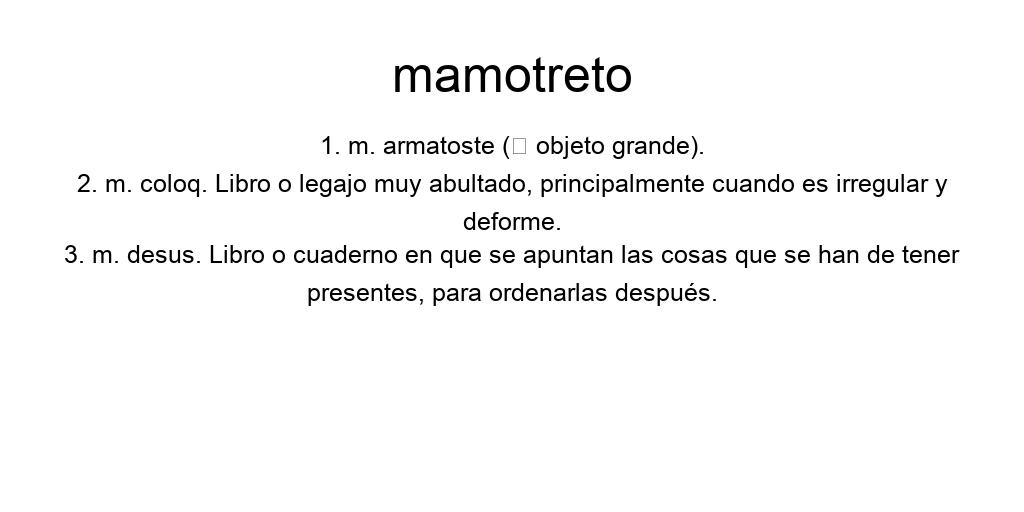 mamotreto
1. m. armatoste (▯ objeto grande).
2. m. coloq. Libro o legajo muy abultado, principalmente cuando es irregular y
deforme.
3. m. desus. Libro o cuaderno en que se apuntan las cosas que se han de tener
presentes, para ordenarlas después.